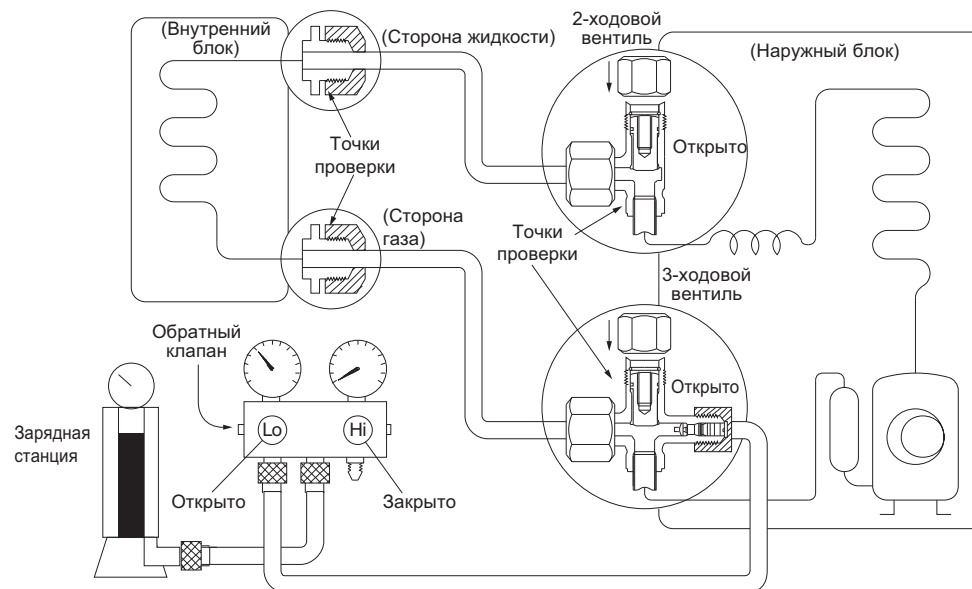 (Внутренний
блок)
(Сторона жидкости)
2-ходовой
вентиль
(Наружный блок)
Точки
проверки
Открыто
(Сторона
газа)
Точки
проверки
3-ходовой
вентиль
Обратный
клапан
Открыто
Lo
Hi
Зарядная
станция
Открыто
Закрыто